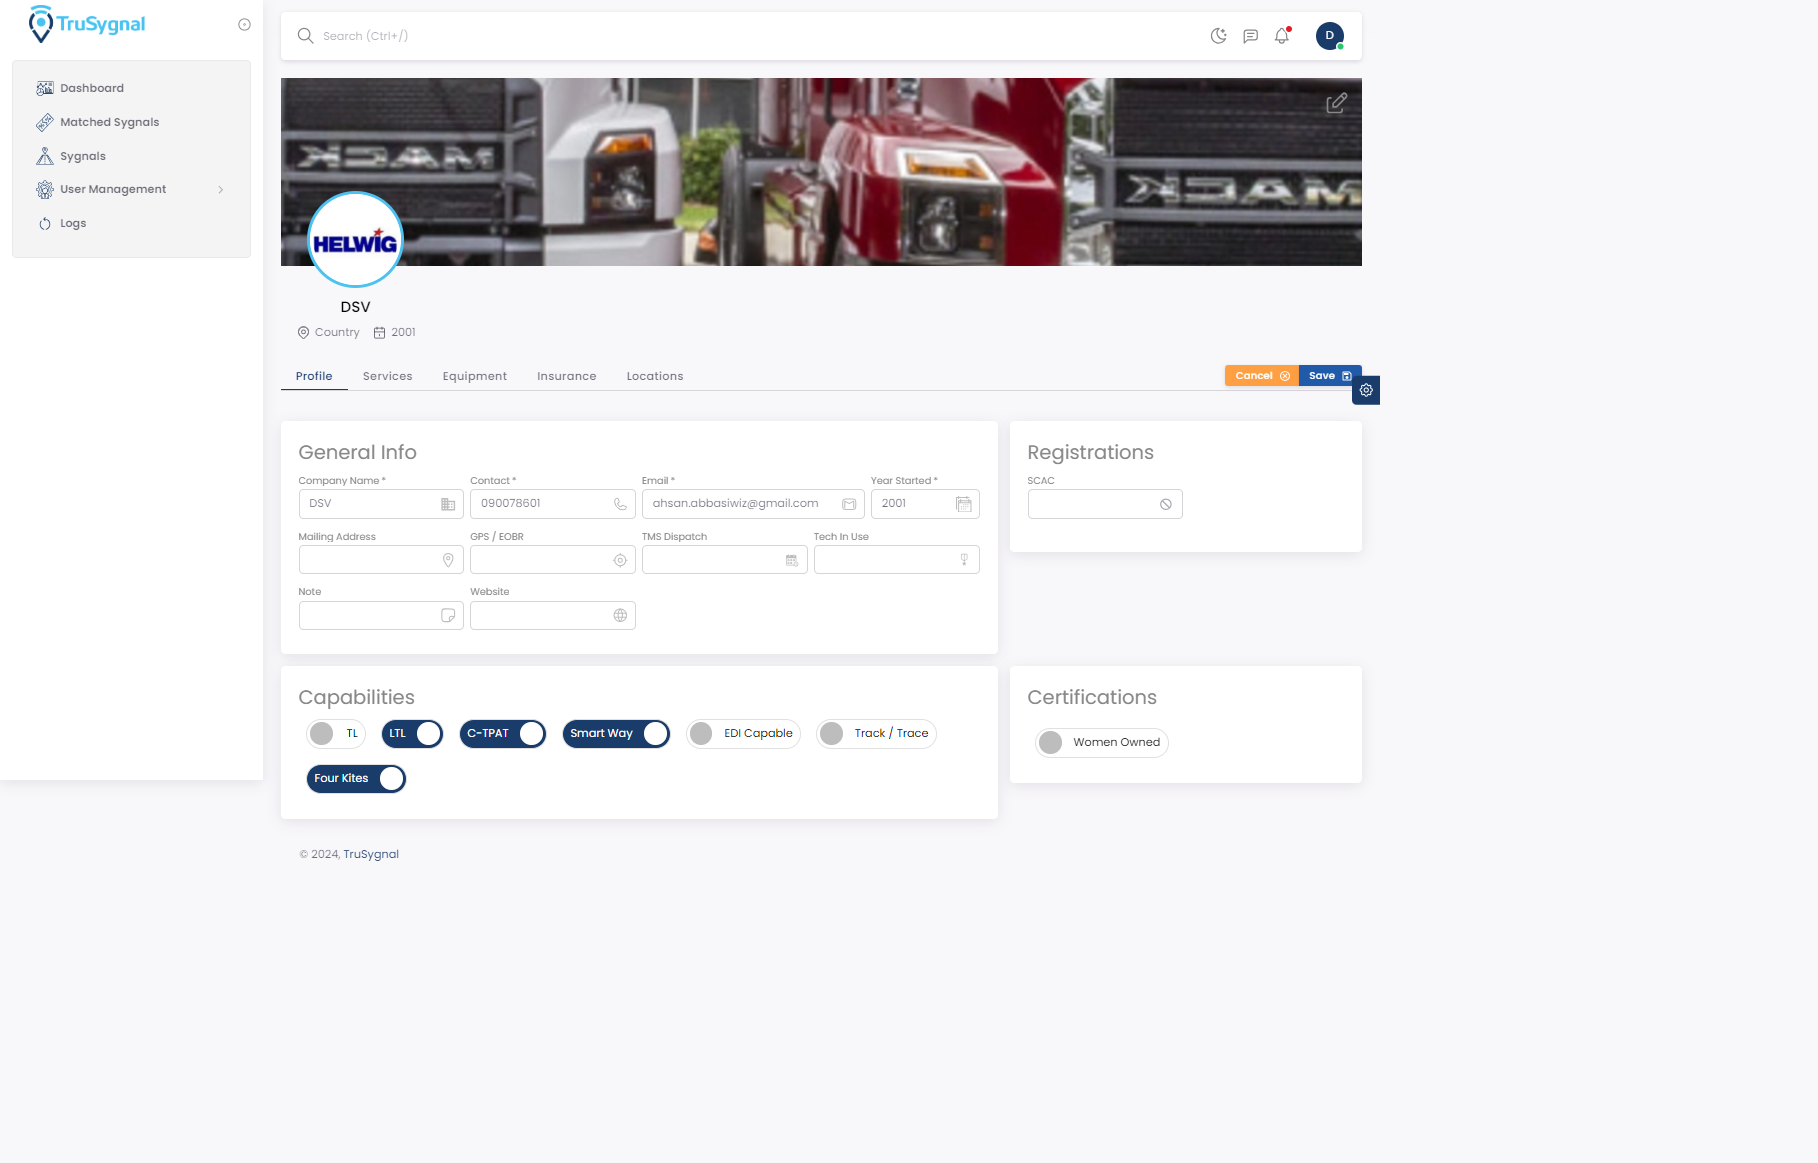 TruSygnal
Search (Ctrl+/)
D
Dashboard
Matched Sygnals
Sygnals
User Management
Logs
MACK
MACK
HELWIG
DSV
Country 2001
Profile Services Equipment Insurance Locations
Cancel Save
General Info
Company Name * Contact * Email * Year Started *
DSV 090078601 ahsan.abbasiwiz@gmail.com 2001
Mailing Address GPS / EOBR TMS Dispatch Tech In Use
Note Website
Registrations
SCAC
Capabilities
TL LTL C-TPAT Smart Way EDI Capable Track / Trace
Four Kites
Certifications
Women Owned
© 2024, TruSygnal